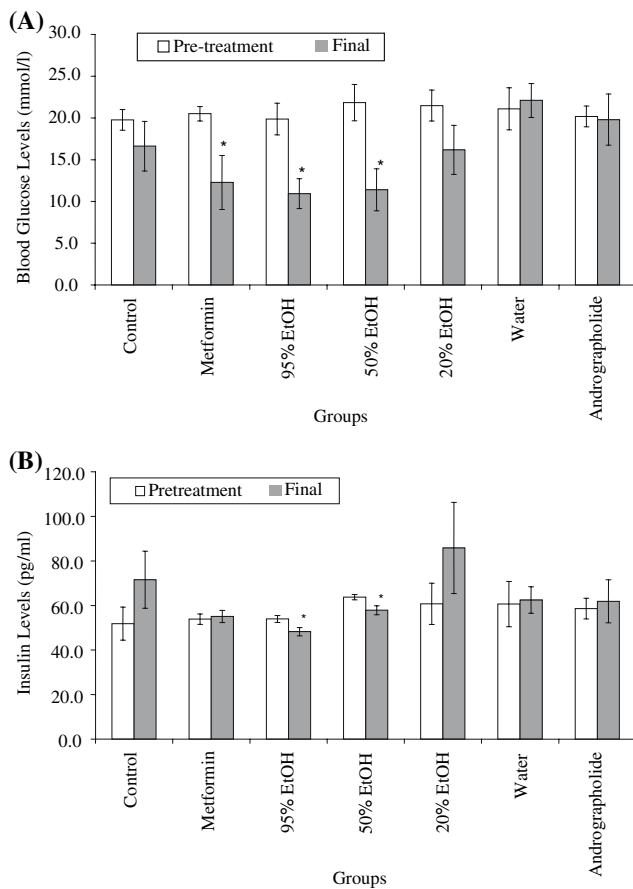 (A)
Pre-treatment Final
Blood Glucose Levels (mmol/l)
30.0
25.0
20.0
15.0
10.0
5.0
0.0
*
*
*
Control
Metformin
95% EtOH
50% EtOH
20% EtOH
Water
Andrographolide
Groups
(B)
Pretreatment Final
Insulin Levels (pg/ml)
120.0
100.0
80.0
60.0
40.0
20.0
0.0
*
*
Control
Metformin
95% EtOH
50% EtOH
20% EtOH
Water
Andrographolide
Groups